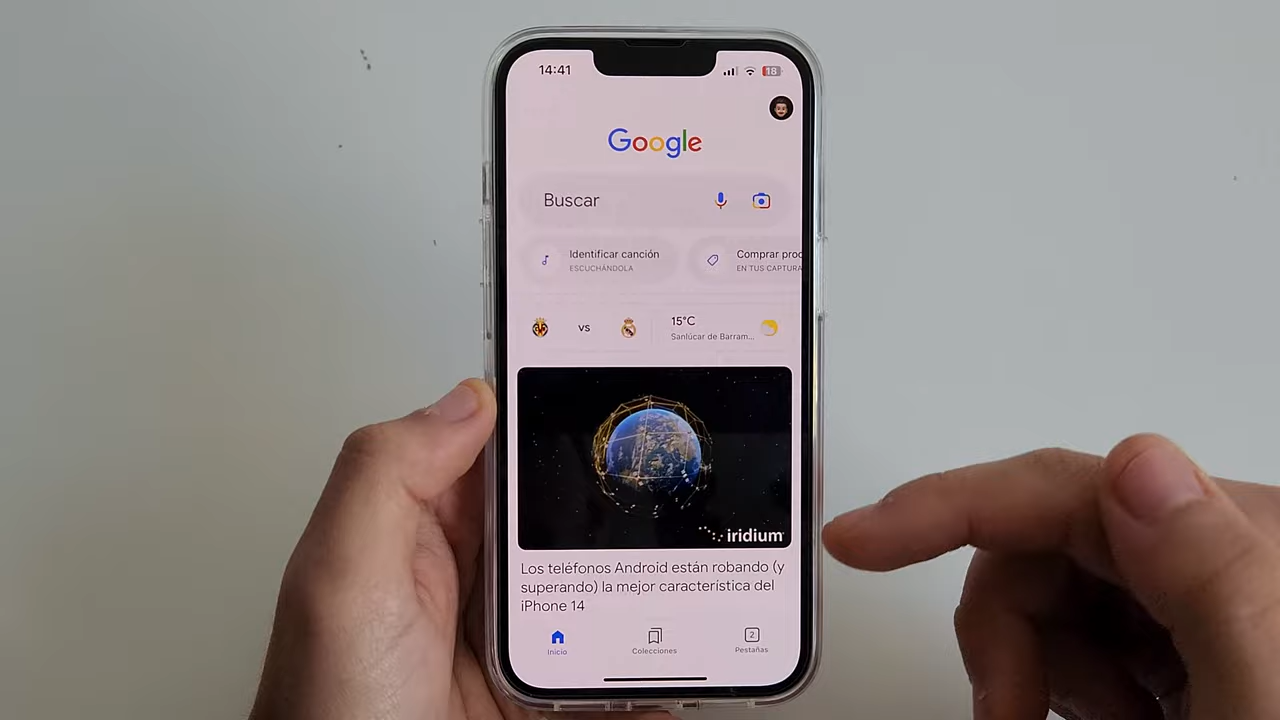 14:41
18
Google
Buscar
Identificar canción
ESCUCHÁNDOLA
Comprar proc
EN TUS CAPTURA
vs
15°C
Sanlúcar de Barram...
iridium
Los teléfonos Android están robando (y
superando) la mejor característica del
iPhone 14
Inicio
Colecciones
2
Pestañas